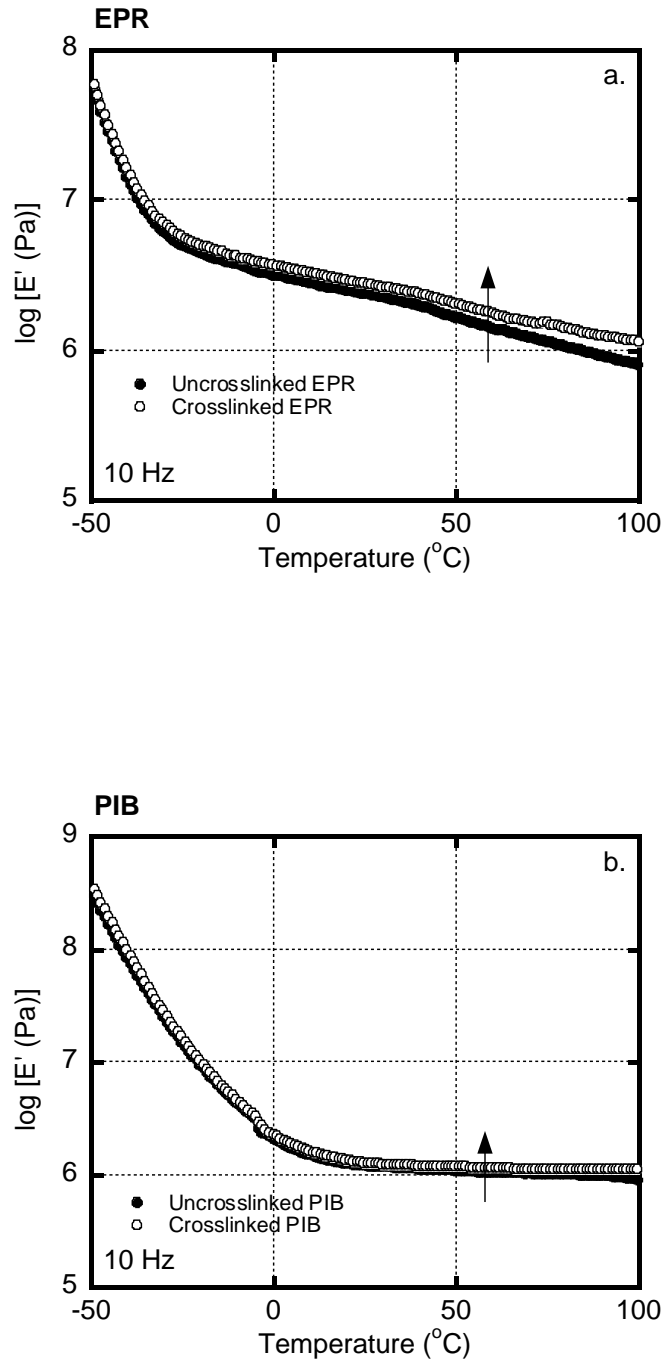 EPR
8
a.
7
log [E' (Pa)]
6
Uncrosslinked EPR
Crosslinked EPR
10 Hz
5
-50 0 50 100
Temperature (°C)
PIB
9
b.
8
log [E' (Pa)]
7
6
Uncrosslinked PIB
Crosslinked PIB
10 Hz
5
-50 0 50 100
Temperature (°C)